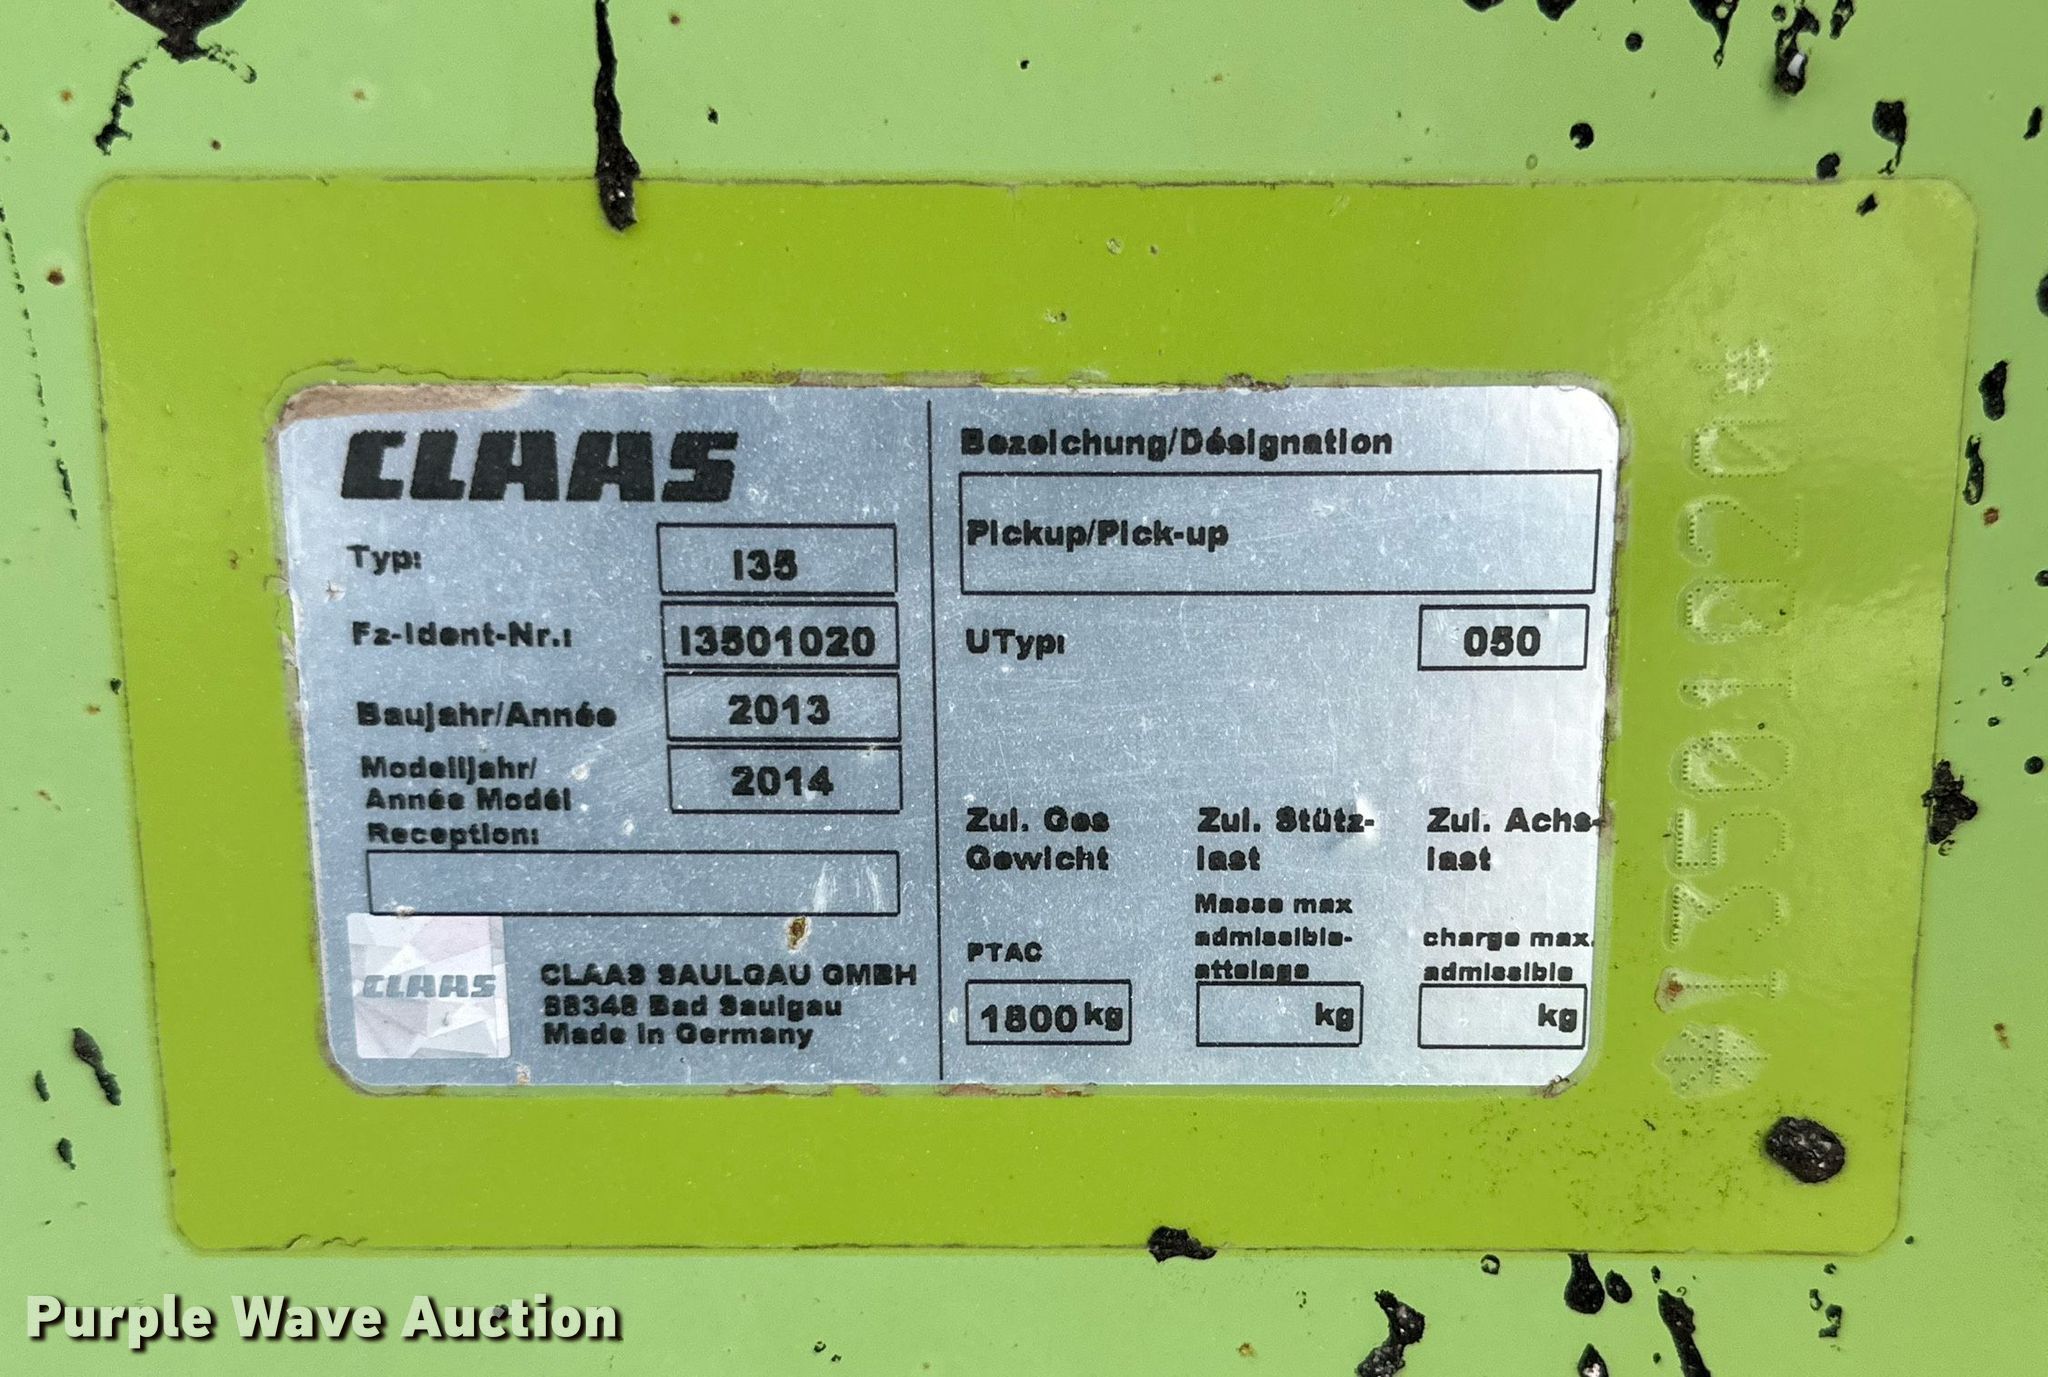 CLAAS
Typ: I35
Fz-Ident-Nr.: I3501020
Baujahr/Année 2013
Modelljahr/
Année Modél 2014
Reception:
CLAAS
CLAAS SAULGAU GMBH
88348 Bad Saulgau
Made in Germany
Bezeichung/Désignation
Pickup/Pick-up
UTyp: 050
Zul. Ges
Gewicht
PTAC
1800 kg
Zul. Stütz-
last
Masse max
admissible-
attelage
kg
Zul. Achs-
last
charge max.
admissible
kg
*I3501020*
Purple Wave Auction